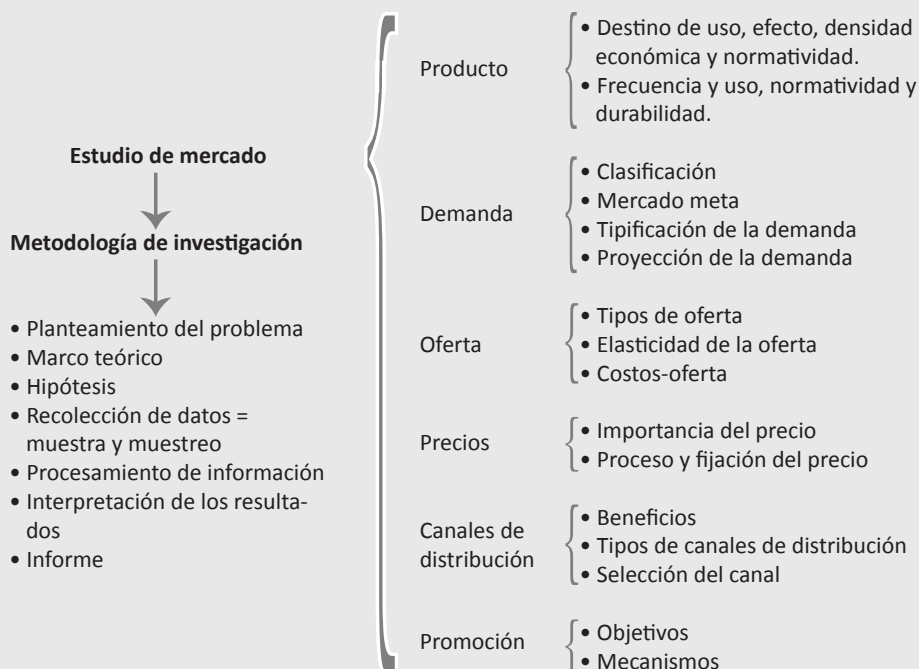 Estudio de mercado
Metodología de investigación
• Planteamiento del problema
• Marco teórico
• Hipótesis
• Recolección de datos =
muestra y muestreo
• Procesamiento de información
• Interpretación de los resulta-
dos
• Informe
Producto
• Destino de uso, efecto, densidad
económica y normatividad.
• Frecuencia y uso, normatividad y
durabilidad.
Demanda
• Clasificación
• Mercado meta
• Tipificación de la demanda
• Proyección de la demanda
Oferta
• Tipos de oferta
• Elasticidad de la oferta
• Costos-oferta
Precios
• Importancia del precio
• Proceso y fijación del precio
Canales de
distribución
• Beneficios
• Tipos de canales de distribución
• Selección del canal
Promoción
• Objetivos
• Mecanismos